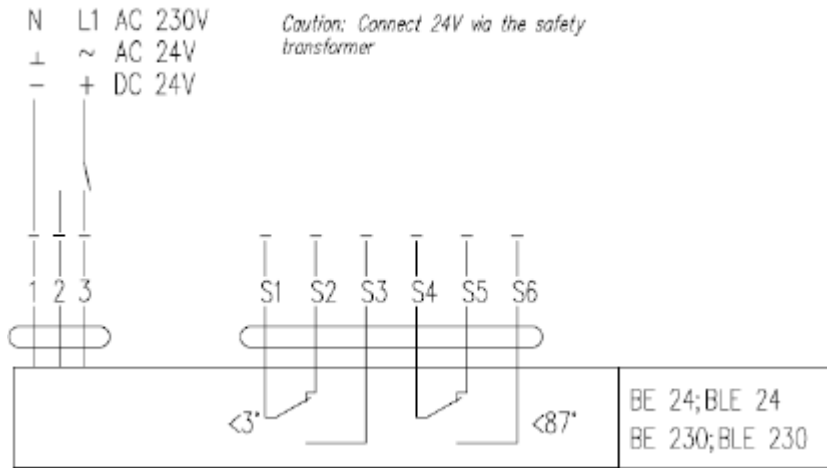 N L1 AC 230V
⊥ ~ AC 24V
− + DC 24V
Caution: Connect 24V via the safety
transformer
1 2 3 S1 S2 S3 S4 S5 S6
<3° <87°
BE 24;BLE 24
BE 230;BLE 230